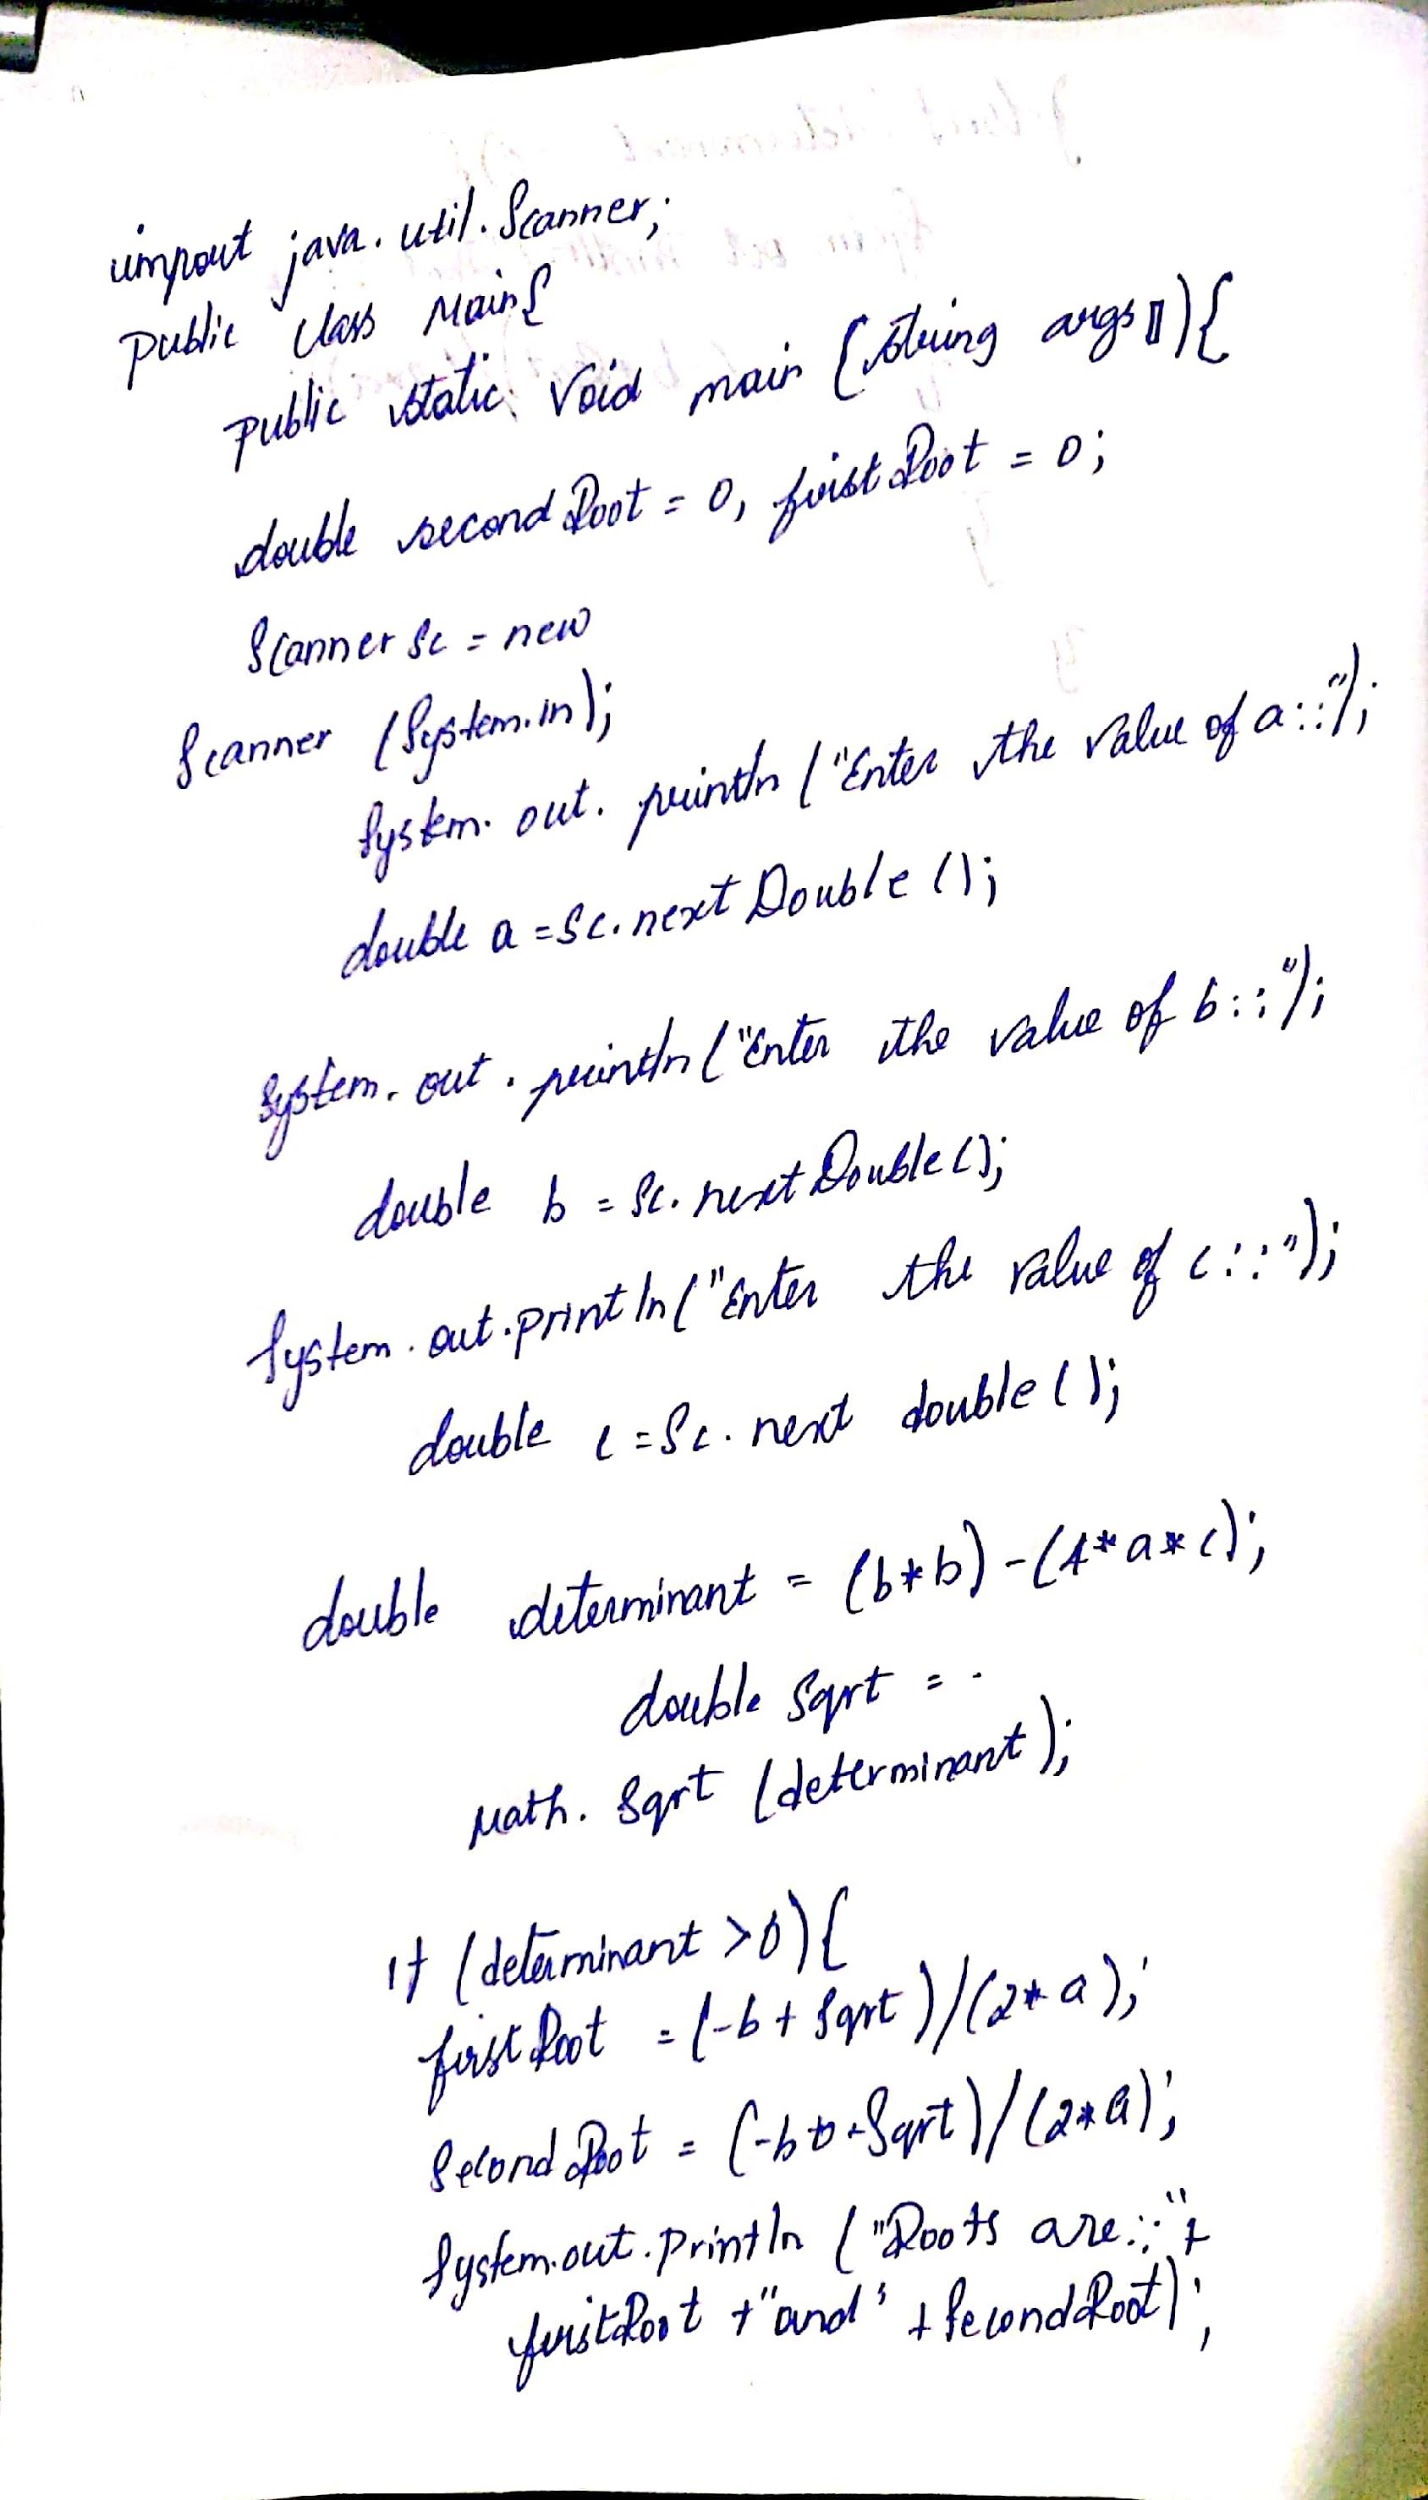 import java.util.Scanner;
public class Main{
public static void main (String args[]){
double secondRoot = 0, firstRoot = 0;
Scanner Sc = new
Scanner (System.in);
System.out.println ("Enter the value of a::");
double a = Sc.nextDouble ();
System.out.println ("Enter the value of b::");
double b = Sc.nextDouble();
System.out.println("Enter the value of c::");
double c = Sc.next double ();
double determinant = (b*b) - (4*a*c);
double Sqrt =
Math.Sqrt (determinant);
if (determinant >0){
firstRoot = (-b + Sqrt)/(2*a);
SecondRoot = (-b Sqrt)/(2*a);
System.out.println ("Roots are::" +
firstRoot +"and" + SecondRoot);